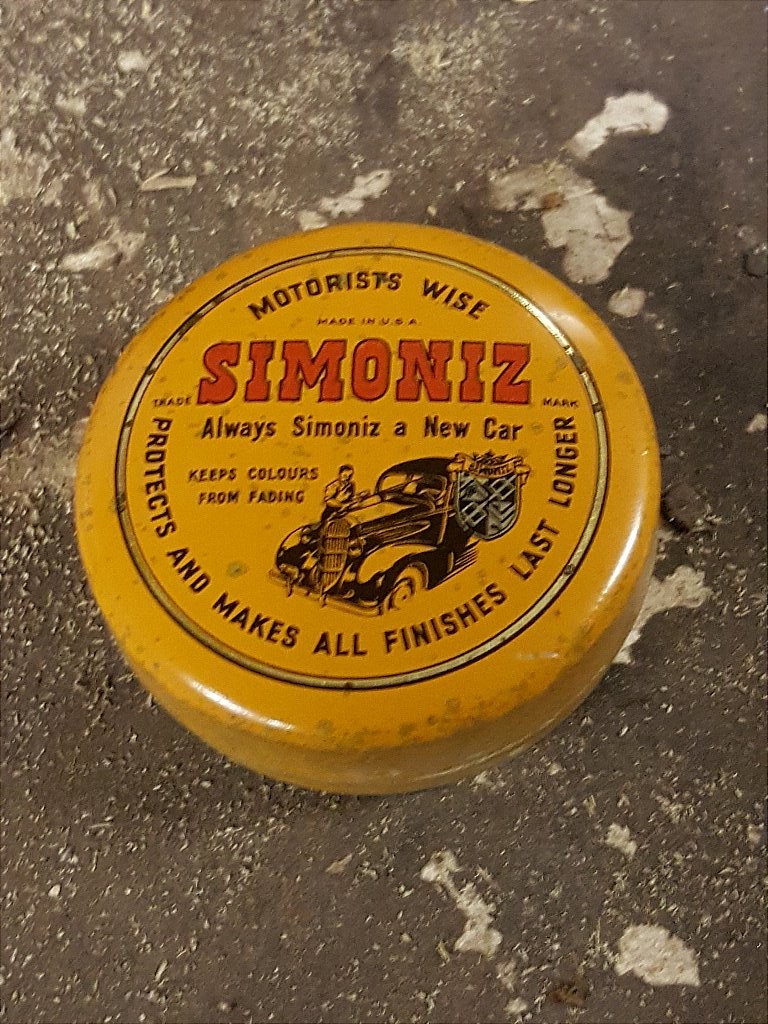 MOTORISTS WISE
MADE IN U.S.A.
SIMONIZ
TRADE MARK
Always Simoniz a New Car
KEEPS COLOURS
FROM FADING
SIMONIZ
PROTECTS AND MAKES ALL FINISHES LAST LONGER